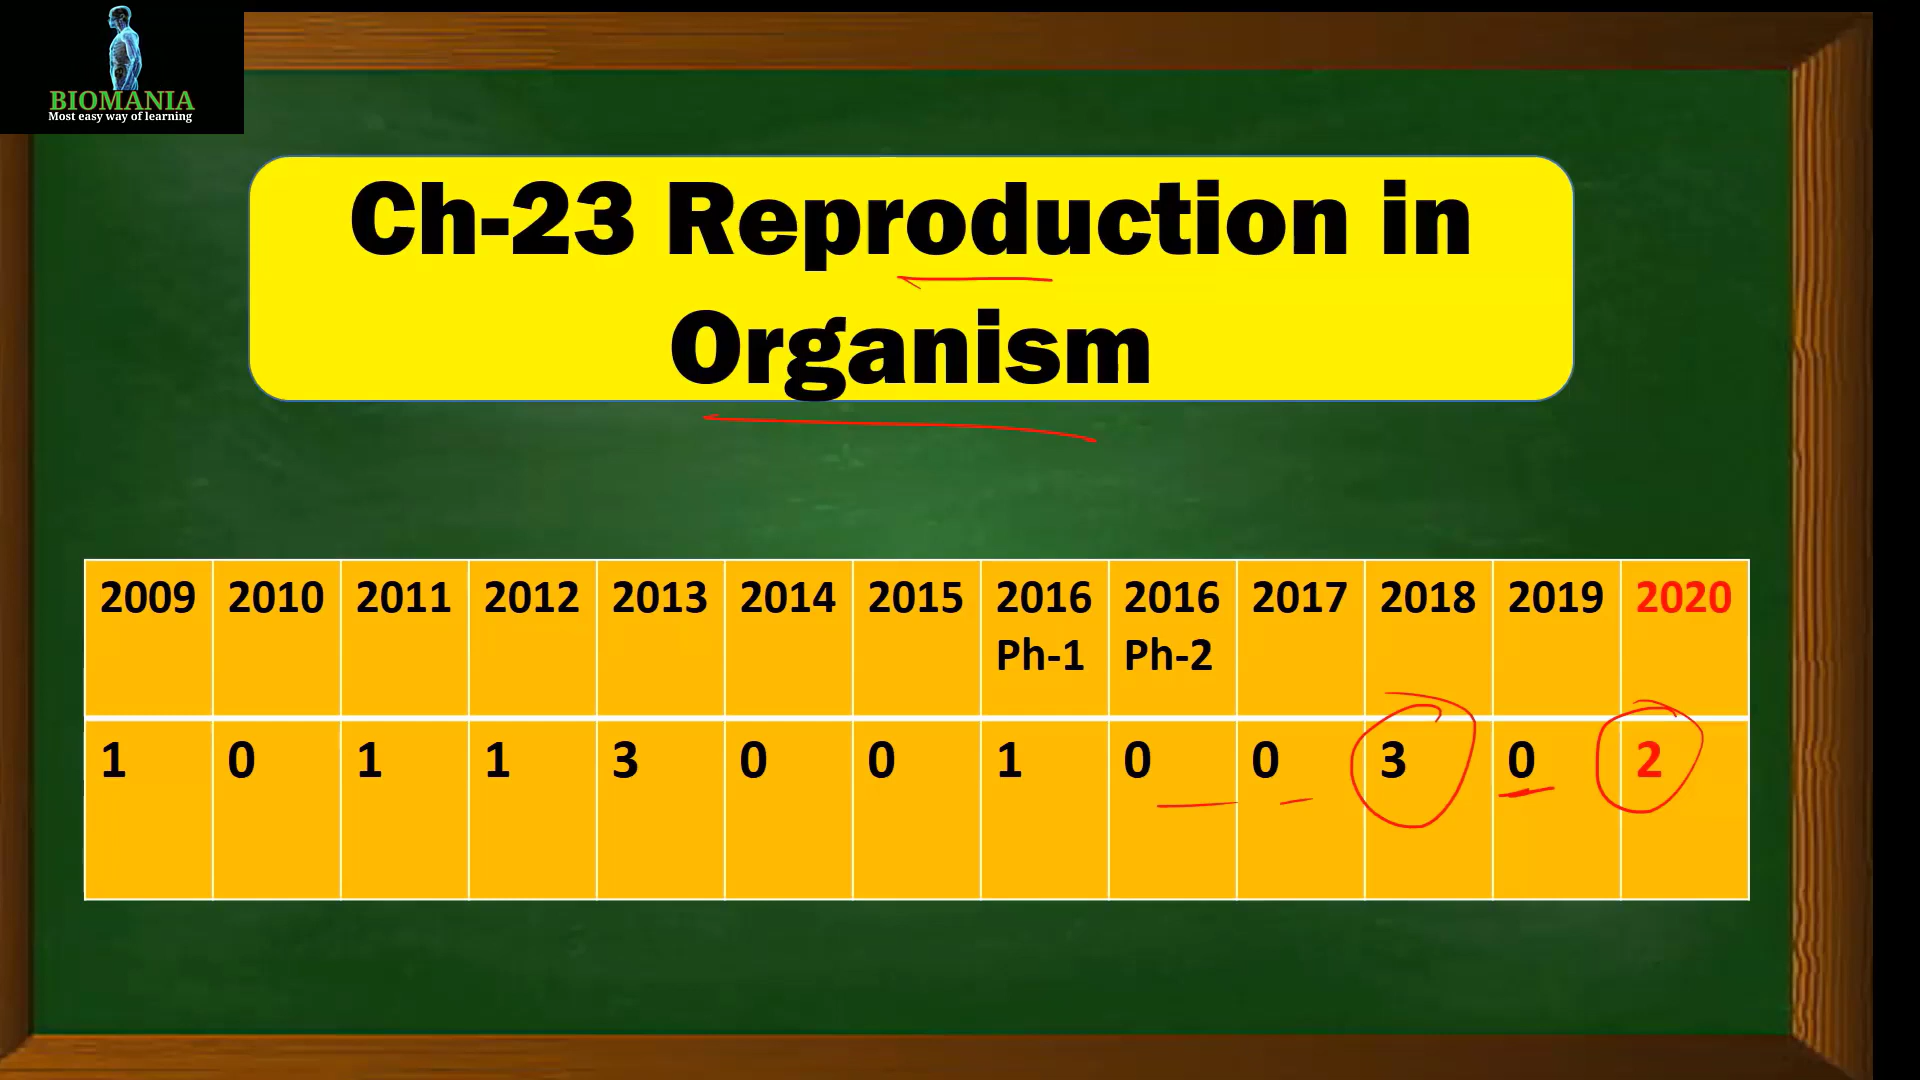 BIOMANIA
Most easy way of learning
Ch-23 Reproduction in
Organism
2009 2010 2011 2012 2013 2014 2015 2016 Ph-1 2016 Ph-2 2017 2018 2019 2020
1 0 1 1 3 0 0 1 0 0 3 0 2